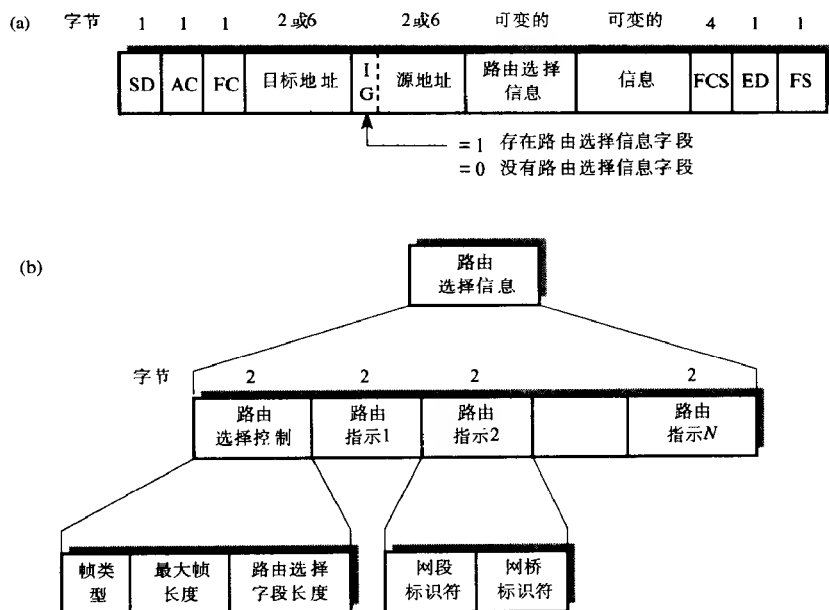 (a) 字节 1 1 1 2或6 2或6 可变的 可变的 4 1 1
SD AC FC 目标地址 I G 源地址 路由选择 信息 信息 FCS ED FS
=1 存在路由选择信息字段
=0 没有路由选择信息字段
(b)
路由
选择信息
字节 2 2 2 2
路由 选择控制 路由 指示1 路由 指示2 路由 指示N
帧类 型 最大帧 长度 路由选择 字段长度 网段 标识符 网桥 标识符